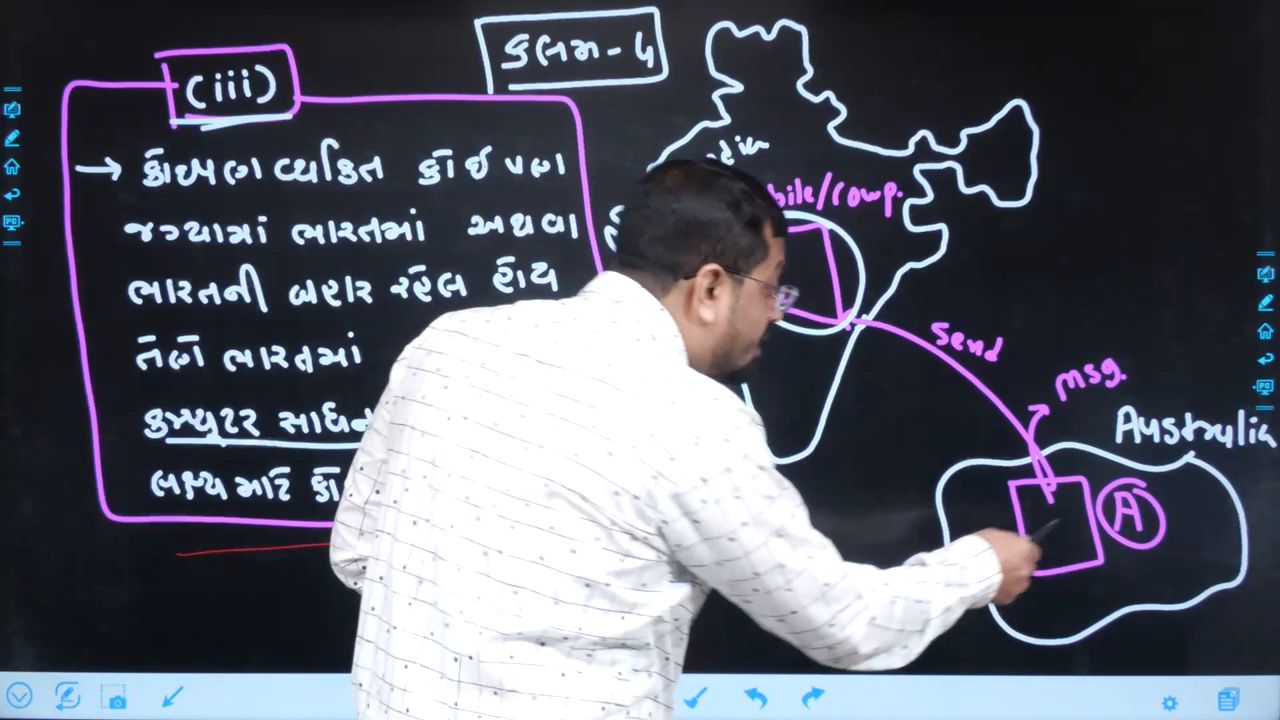 કલમ - ૫
(iii)
→ કોઇપણ વ્યકિત કોઈ પણ
જગ્યામાં ભારતમાં અથવા
ભારતની બહાર રહેલ હોય
તેણે ભારતમાં
કમ્પ્યુટર સાધન
લક્ષ્ય માટે
send
msg.
Australia
A